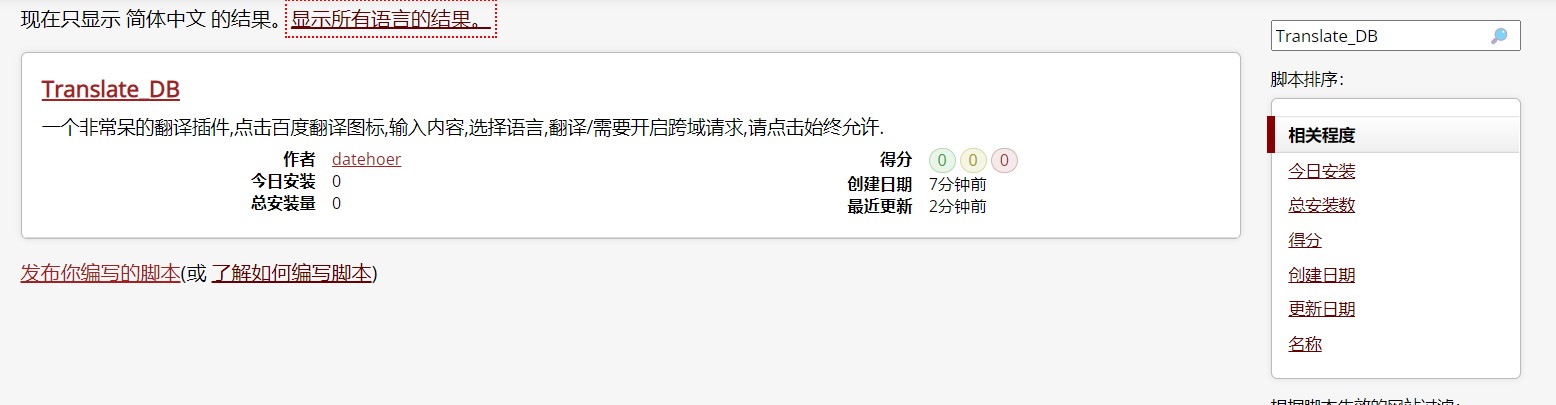 现在只显示 简体中文 的结果。显示所有语言的结果。
Translate_DB
一个非常呆的翻译插件,点击百度翻译图标,输入内容,选择语言,翻译/需要开启跨域请求,请点击始终允许.
作者 datehoer
今日安装 0
总安装量 0
得分 0 0 0
创建日期 7分钟前
最近更新 2分钟前
发布你编写的脚本(或 了解如何编写脚本)
Translate_DB
脚本排序：
相关程度
今日安装
总安装数
得分
创建日期
更新日期
名称